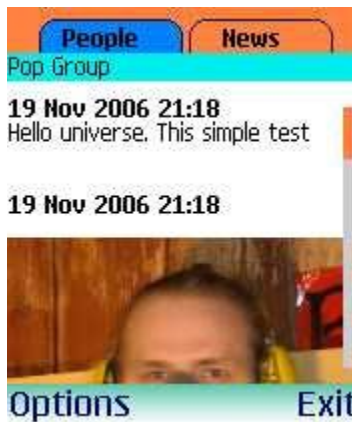 People News
Pop Group
19 Nov 2006 21:18
Hello universe. This simple test
19 Nov 2006 21:18
Options Exit